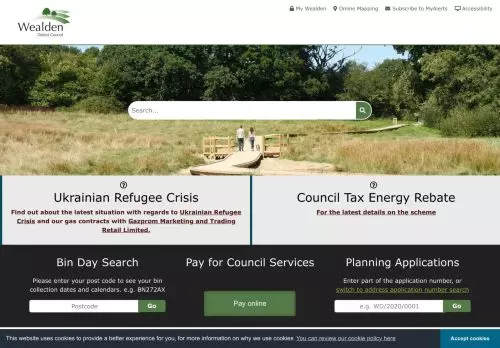 Wealden
District Council
My Wealden
Online Mapping
Subscribe to MyAlerts
Accessibility
Search...
Ukrainian Refugee Crisis
Find out about the latest situation with regards to Ukrainian Refugee
Crisis and our gas contracts with Gazprom Marketing and Trading
Retail Limited.
Council Tax Energy Rebate
For the latest details on the scheme
Bin Day Search
Please enter your post code to see your bin
collection dates and calendars. e.g. BN272AX
Postcode
Go
Pay for Council Services
Pay online
Planning Applications
Enter part of the application number, or
switch to address application number search
e.g. WD/2020/0001
Go
This website uses cookies to provide a better experience for you, for more information on why we use cookies You can review our cookie policy here
Dismiss
Accept cookies